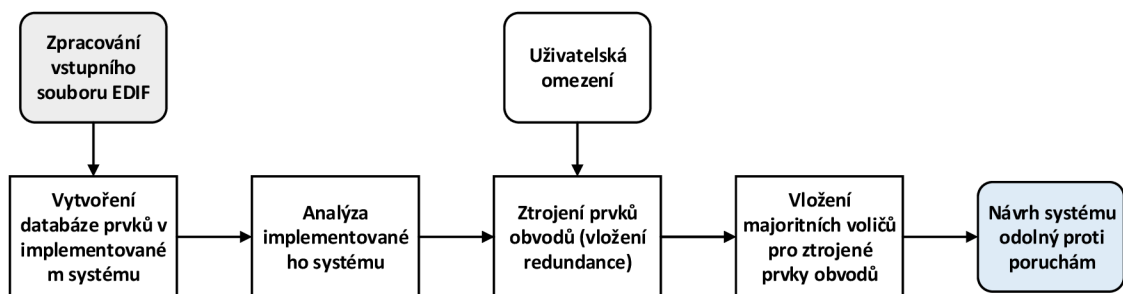 Zpracování
vstupního
souboru EDIF
Uživatelská
omezení
Vytvoření
databáze prvků v
implementované
m systému
Analýza
implementované
ho systému
Ztrojení prvků
obvodů (vložení
redundance)
Vložení
majoritních voličů
pro ztrojené
prvky obvodů
Návrh systému
odolný proti
poruchám